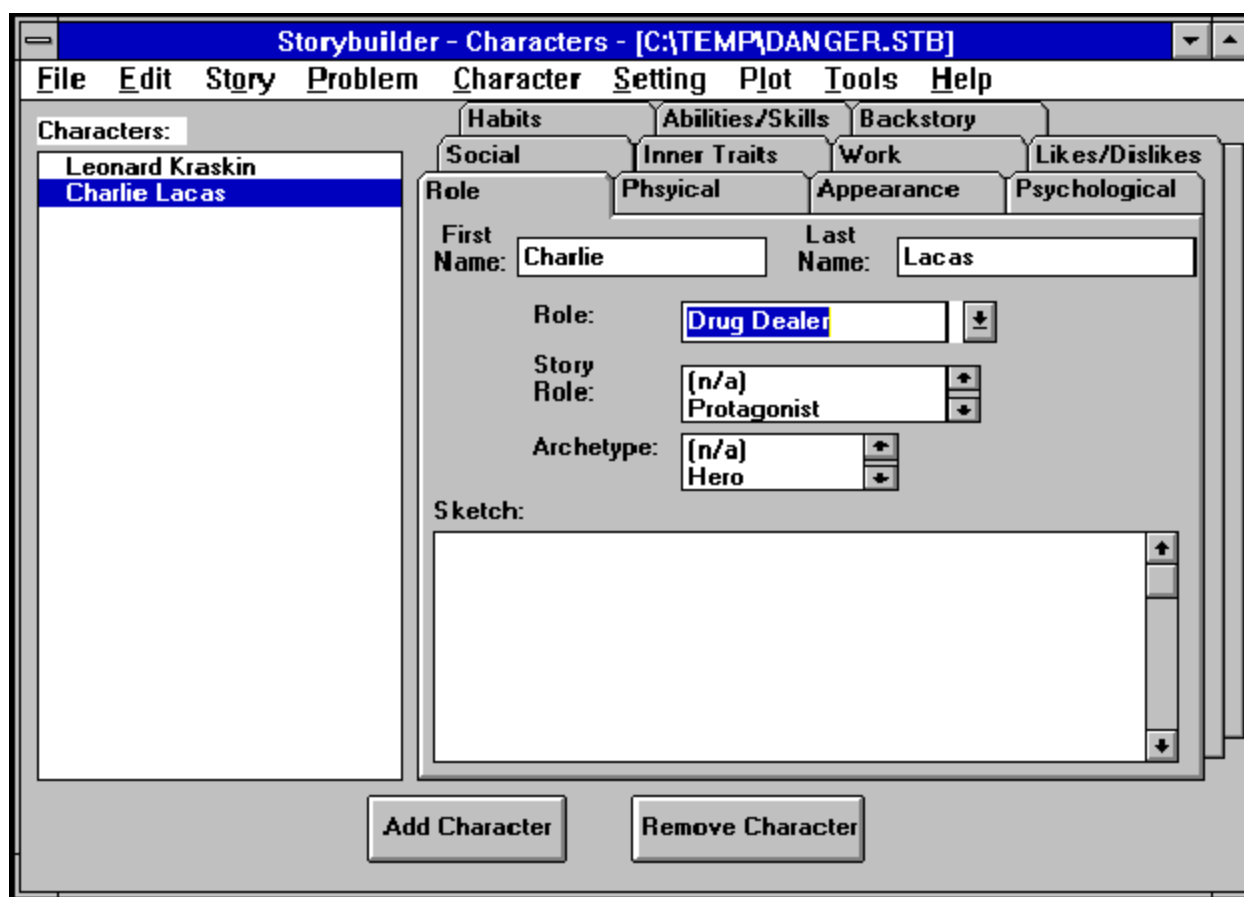 Storybuilder - Characters - [C:\TEMP\DANGER.STB]
File Edit Story Problem Character Setting Plot Tools Help
Characters:
Leonard Kraskin
Charlie Lacas
Habits Abilities/Skills Backstory
Social Inner Traits Work Likes/Dislikes
Role Phsyical Appearance Psychological
First Name: Charlie Last Name: Lacas
Role: Drug Dealer
Story Role: (n/a)
Protagonist
Archetype: (n/a)
Hero
Sketch:
Add Character Remove Character